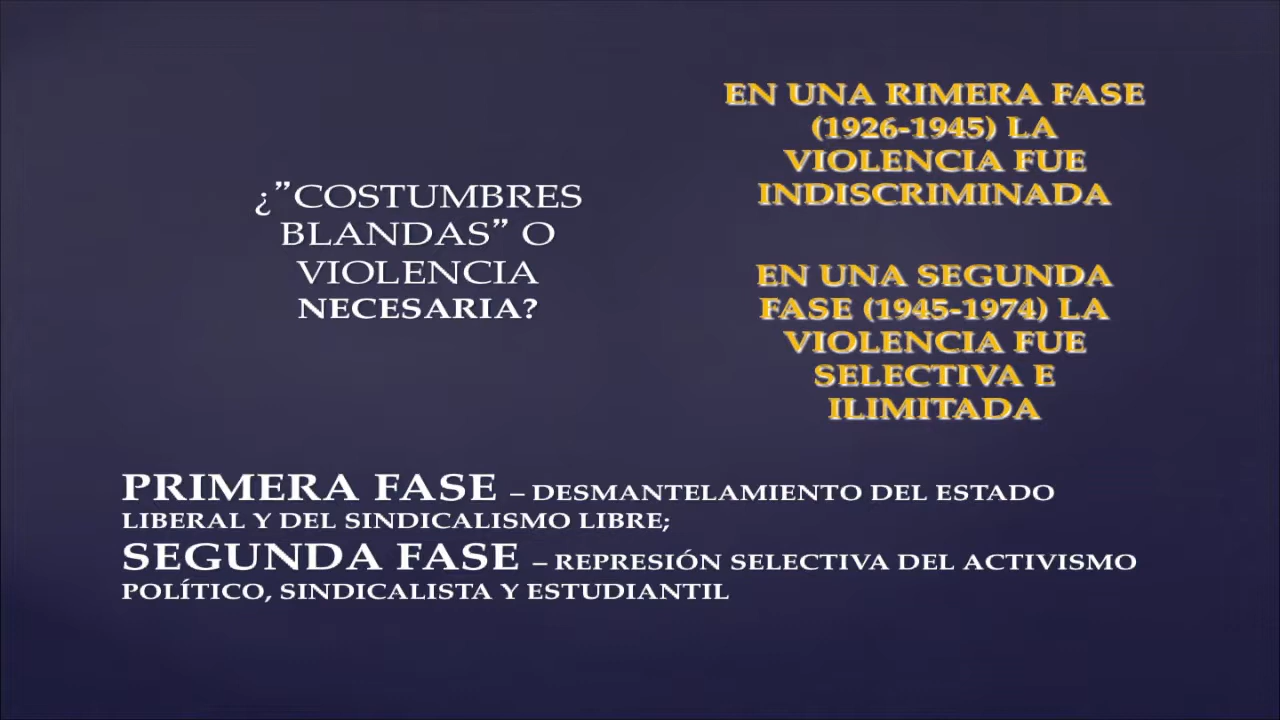 ¿”COSTUMBRES
BLANDAS” O
VIOLENCIA
NECESARIA?
EN UNA RIMERA FASE
(1926-1945) LA
VIOLENCIA FUE
INDISCRIMINADA
EN UNA SEGUNDA
FASE (1945-1974) LA
VIOLENCIA FUE
SELECTIVA E
ILIMITADA
PRIMERA FASE – DESMANTELAMIENTO DEL ESTADO
LIBERAL Y DEL SINDICALISMO LIBRE;
SEGUNDA FASE – REPRESIÓN SELECTIVA DEL ACTIVISMO
POLÍTICO, SINDICALISTA Y ESTUDIANTIL